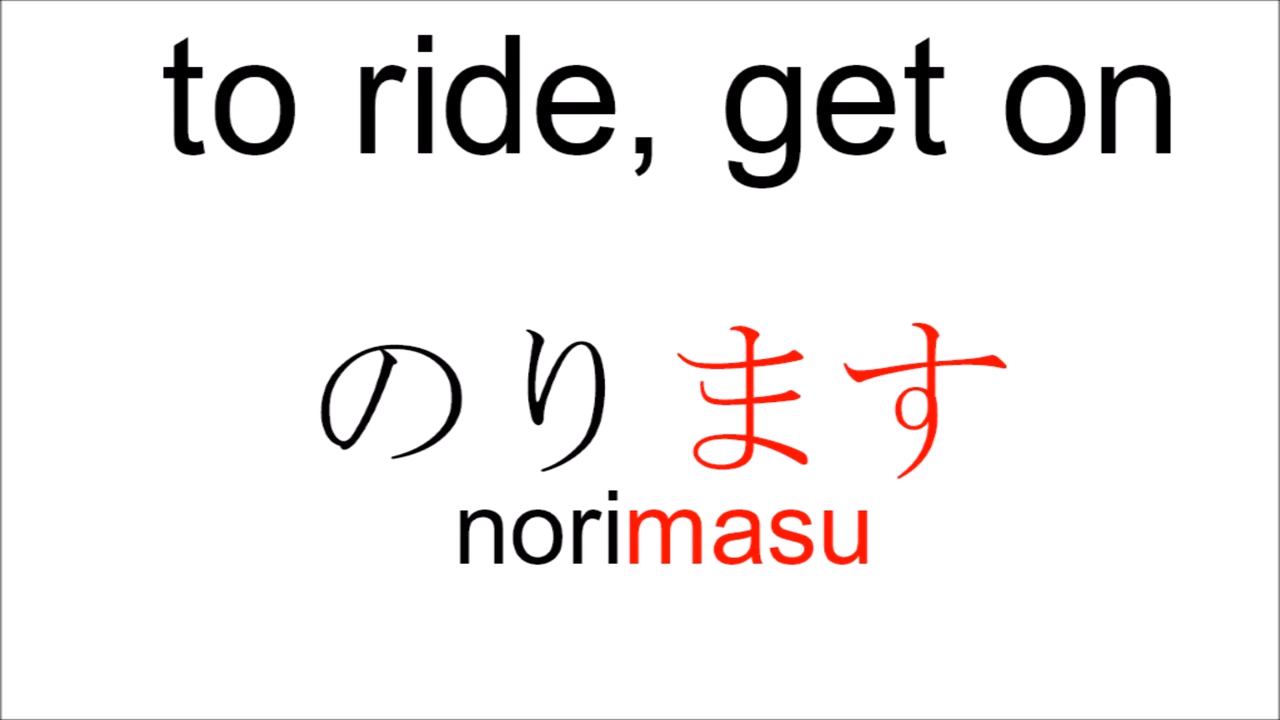 to ride, get on
のります
norimasu